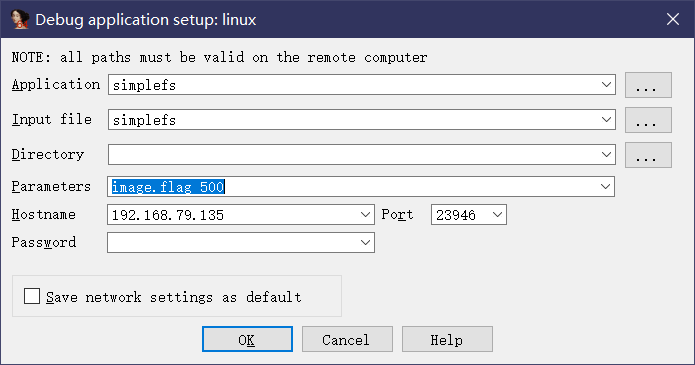 Debug application setup: linux
NOTE: all paths must be valid on the remote computer
Application simplefs ...
Input file simplefs ...
Directory ...
Parameters image.flag 500
Hostname 192.168.79.135 Port 23946
Password
Save network settings as default
OK Cancel Help